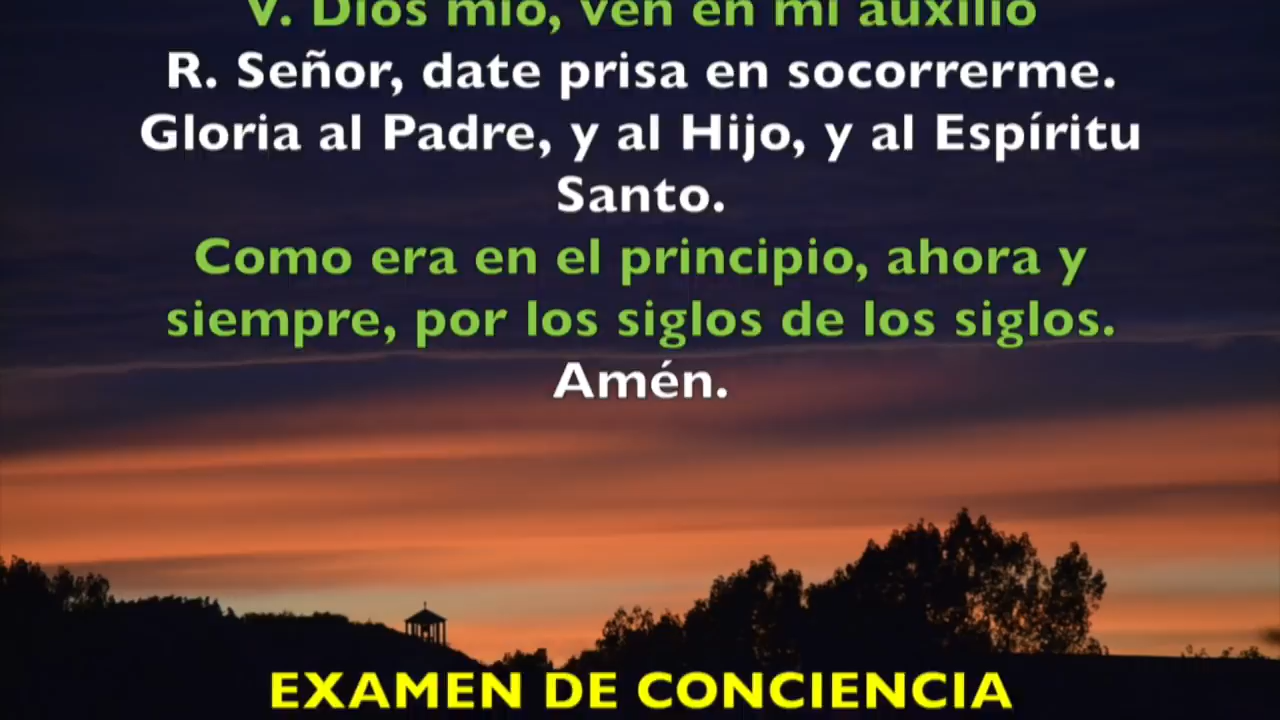 V. Dios mío, ven en mi auxilio
R. Señor, date prisa en socorrerme.
Gloria al Padre, y al Hijo, y al Espíritu
Santo.
Como era en el principio, ahora y
siempre, por los siglos de los siglos.
Amén.
EXAMEN DE CONCIENCIA